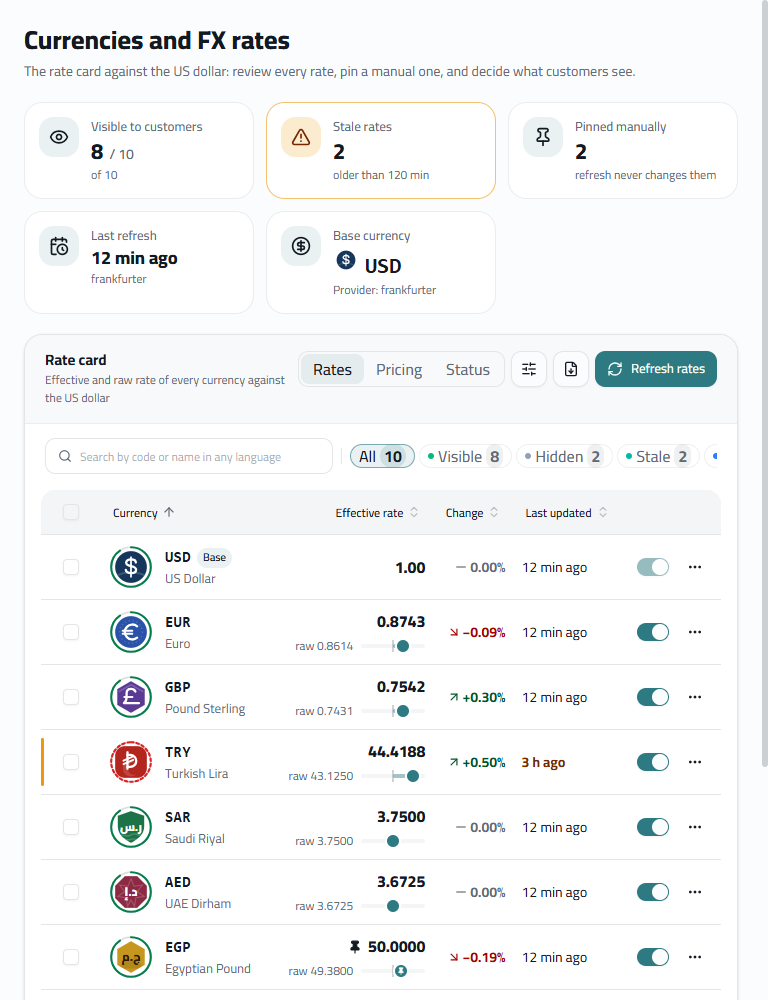 Currencies and FX rates
The rate card against the US dollar: review every rate, pin a manual one, and decide what customers see.
Visible to customers
8 / 10
of 10
Stale rates
2
older than 120 min
Pinned manually
2
refresh never changes them
Last refresh
12 min ago
frankfurter
Base currency
$ USD
Provider: frankfurter
Rate card
Effective and raw rate of every currency against
the US dollar
Rates Pricing Status
Refresh rates
Search by code or name in any language
All 10 Visible 8 Hidden 2 Stale 2
Currency Effective rate Change Last updated
$ USD Base
US Dollar
1.00 — 0.00% 12 min ago
€ EUR
Euro
0.8743
raw 0.8614
−0.09% 12 min ago
£ GBP
Pound Sterling
0.7542
raw 0.7431
+0.30% 12 min ago
₺ TRY
Turkish Lira
44.4188
raw 43.1250
+0.50% 3 h ago
ر.س SAR
Saudi Riyal
3.7500
raw 3.7500
— 0.00% 12 min ago
د.إ AED
UAE Dirham
3.6725
raw 3.6725
— 0.00% 12 min ago
ج.م EGP
Egyptian Pound
50.0000
raw 49.3800
−0.19% 12 min ago